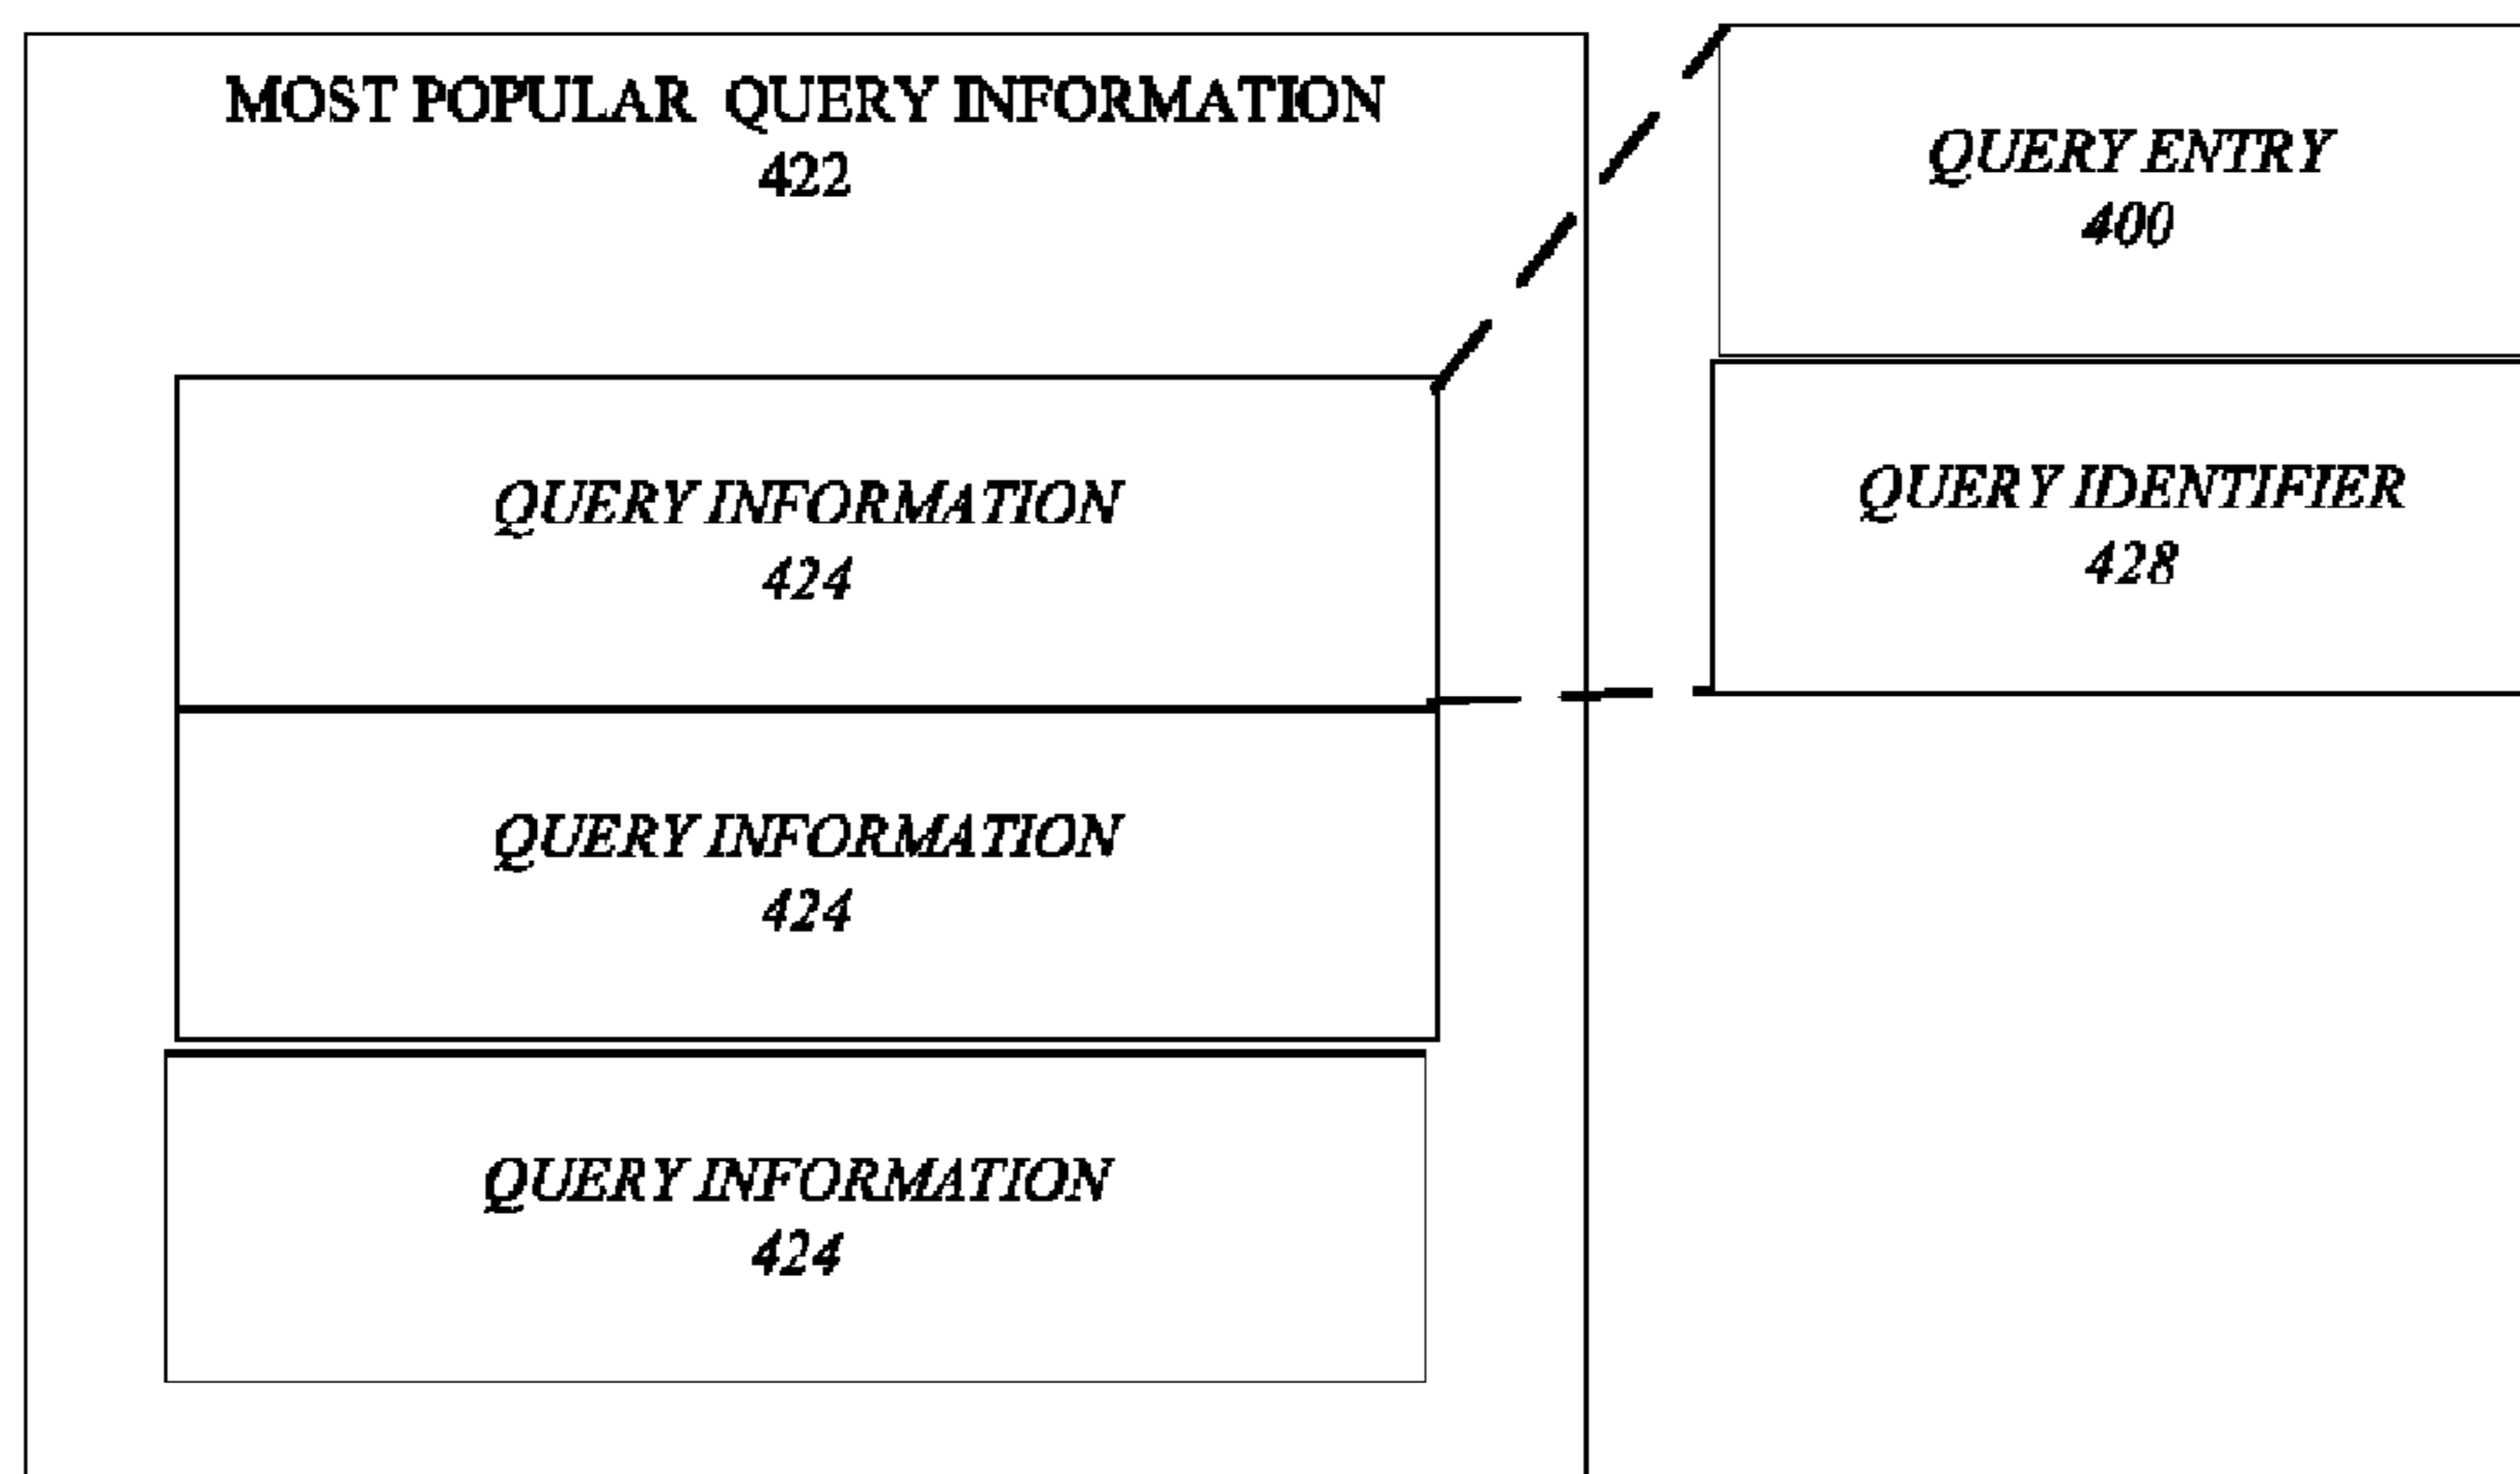 MOST POPULAR QUERY INFORMATION
422
QUERY INFORMATION
424
QUERY INFORMATION
424
QUERY INFORMATION
424
QUERY ENTRY
400
QUERY IDENTIFIER
428